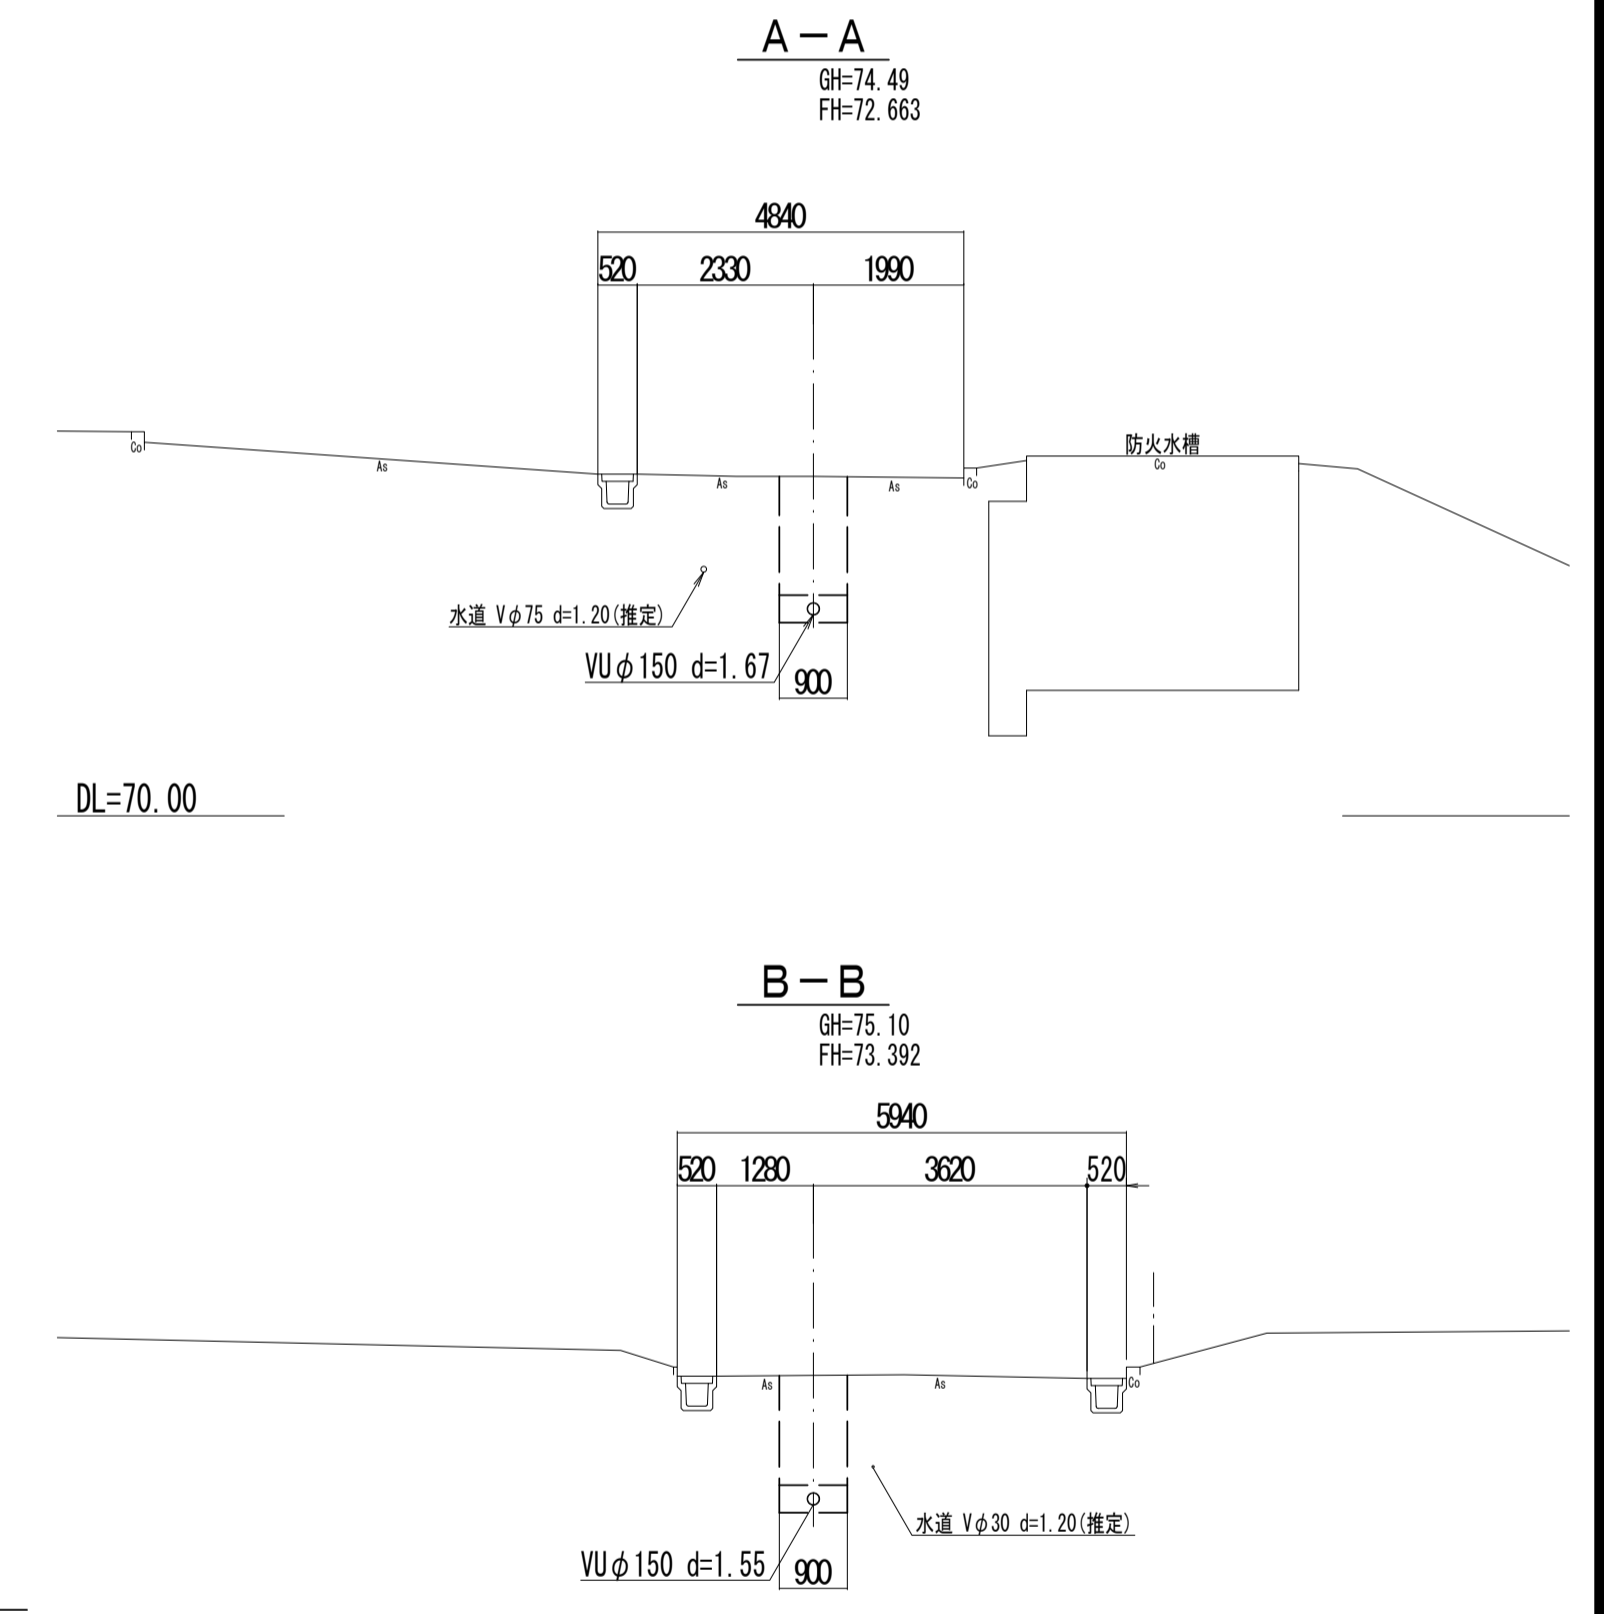 A－A
GH=74.49
FH=72.663
4840
520 2330 1990
防火水槽
Co
As
Co
As
As
Co
水道 Vφ75 d=1.20(推定)
VUφ150 d=1.67
900
DL=70.00
B－B
GH=75.10
FH=73.392
5940
520 1280 3620 520
As
As
Co
水道 Vφ30 d=1.20(推定)
VUφ150 d=1.55
900